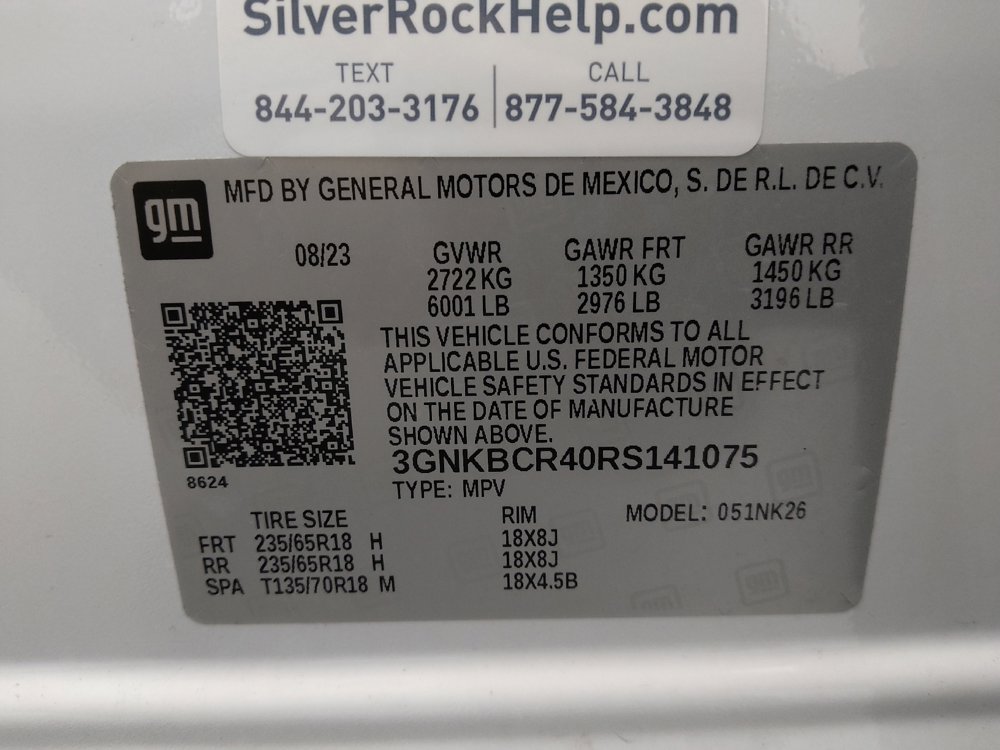 SilverRockHelp.com
TEXT
844-203-3176
CALL
877-584-3848
gm
MFD BY GENERAL MOTORS DE MEXICO, S. DE R.L. DE C.V.
08/23
GVWR GAWR FRT GAWR RR
2722 KG 1350 KG 1450 KG
6001 LB 2976 LB 3196 LB
THIS VEHICLE CONFORMS TO ALL
APPLICABLE U.S. FEDERAL MOTOR
VEHICLE SAFETY STANDARDS IN EFFECT
ON THE DATE OF MANUFACTURE
SHOWN ABOVE.
8624
3GNKBCR40RS141075
TYPE: MPV
TIRE SIZE RIM MODEL: 051NK26
FRT 235/65R18 H 18X8J
RR 235/65R18 H 18X8J
SPA T135/70R18 M 18X4.5B